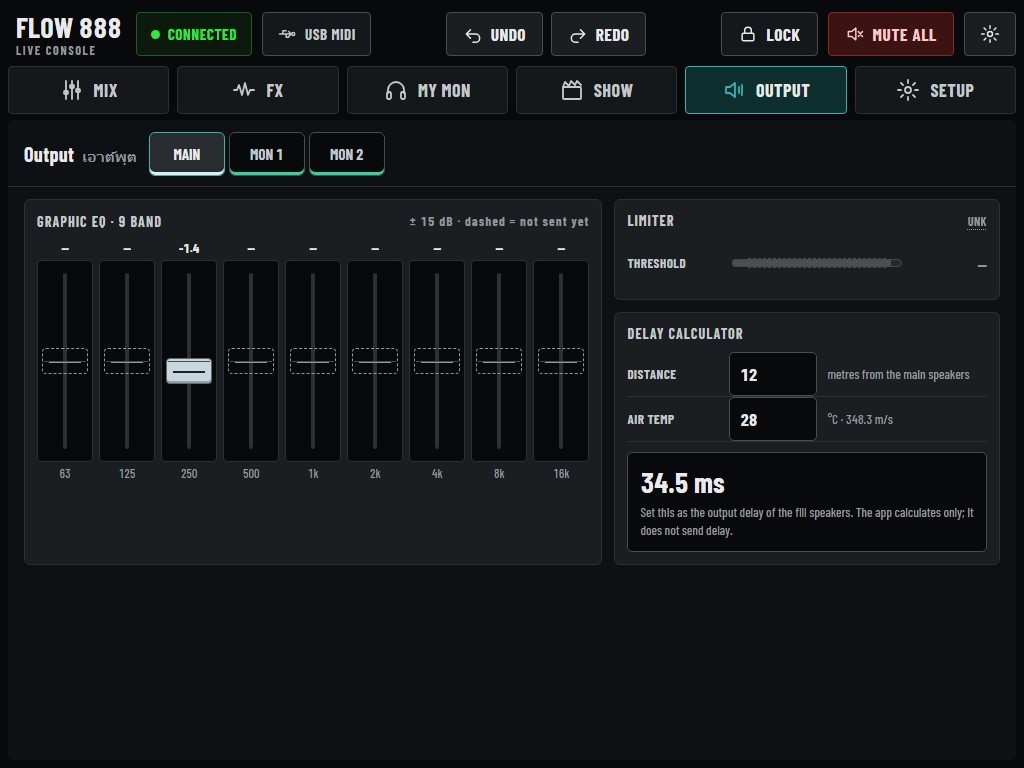 FLOW 888
LIVE CONSOLE
CONNECTED
USB MIDI
UNDO
REDO
LOCK
MUTE ALL
MIX
FX
MY MON
SHOW
OUTPUT
SETUP
Output เอาต์พุต
MAIN
MON 1
MON 2
GRAPHIC EQ · 9 BAND
± 15 dB · dashed = not sent yet
– – -1.4 – – – – – –
63 125 250 500 1k 2k 4k 8k 16k
LIMITER
UNK
THRESHOLD
–
DELAY CALCULATOR
DISTANCE
12
metres from the main speakers
AIR TEMP
28
°C · 348.3 m/s
34.5 ms
Set this as the output delay of the fill speakers. The app calculates only; it
does not send delay.